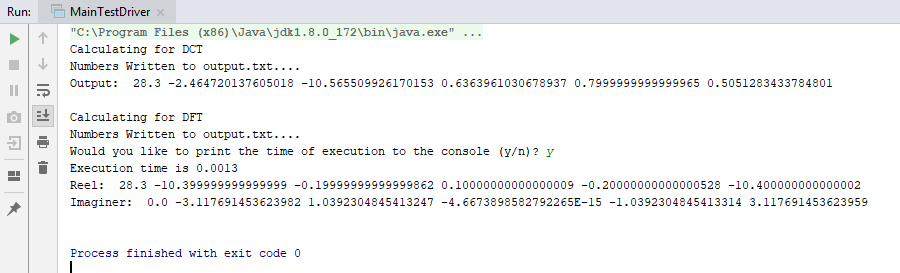 Run: MainTestDriver ×
"C:\Program Files (x86)\Java\jdk1.8.0_172\bin\java.exe" ...
Calculating for DCT
Numbers Written to output.txt....
Output:  28.3 -2.464720137605018 -10.565509926170153 0.6363961030678937 0.7999999999999965 0.5051283433784801
Calculating for DFT
Numbers Written to output.txt....
Would you like to print the time of execution to the console (y/n)? y
Execution time is 0.0013
Reel:  28.3 -10.399999999999999 -0.19999999999999862 0.10000000000000009 -0.20000000000000528 -10.400000000000002
Imaginer:  0.0 -3.117691453623982 1.0392304845413247 -4.6673898582792265E-15 -1.0392304845413314 3.117691453623959
Process finished with exit code 0